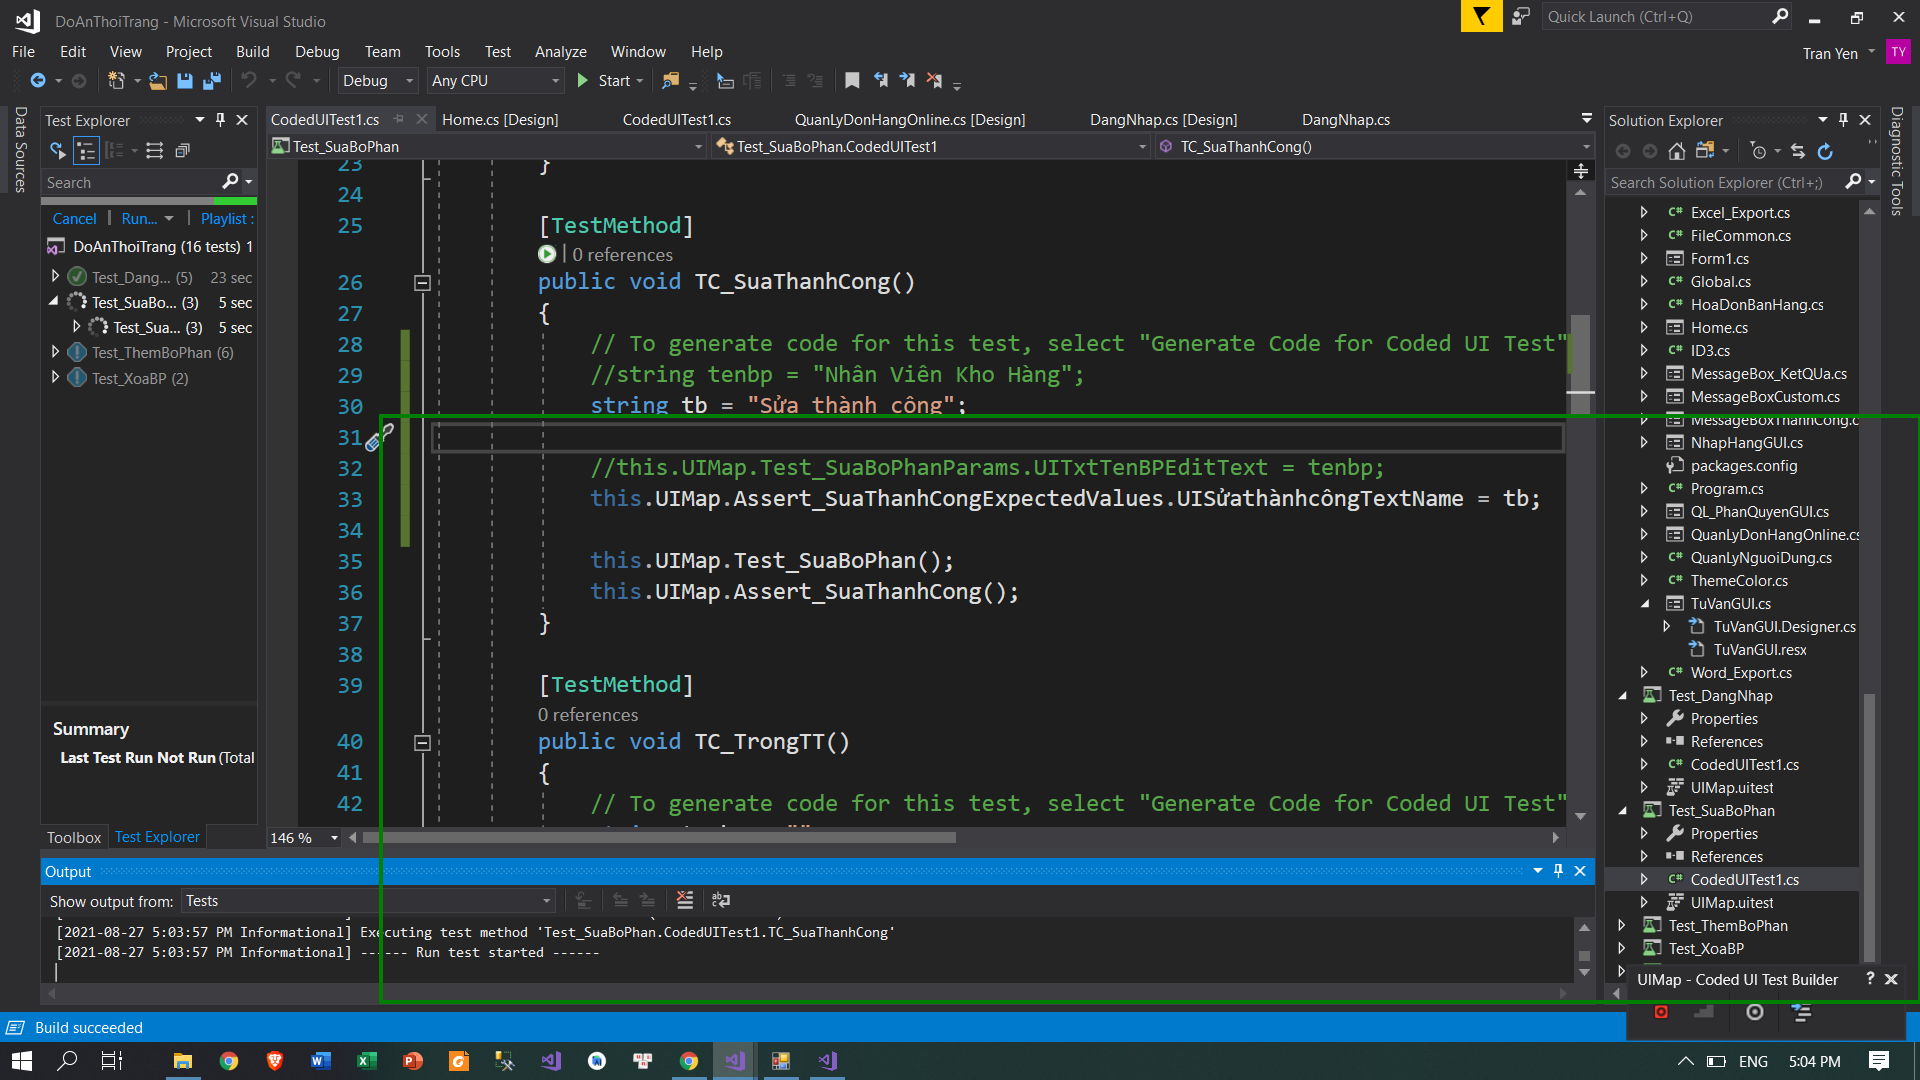 DoAnThoiTrang - Microsoft Visual Studio
Quick Launch (Ctrl+Q)
File Edit View Project Build Debug Team Tools Test Analyze Window Help
Tran Yen TY
Debug Any CPU Start
Data Sources
Test Explorer
Search
Cancel Run... Playlist :
DoAnThoiTrang (16 tests) 1
Test_Dang... (5) 23 sec
Test_SuaBo... (3) 5 sec
Test_Sua... (3) 5 sec
Test_ThemBoPhan (6)
Test_XoaBP (2)
Summary
Last Test Run Not Run (Total
Toolbox Test Explorer
CodedUITest1.cs Home.cs [Design] CodedUITest1.cs QuanLyDonHangOnline.cs [Design] DangNhap.cs [Design] DangNhap.cs
Test_SuaBoPhan Test_SuaBoPhan.CodedUITest1 TC_SuaThanhCong()
23 }
24
25 [TestMethod]
0 references
26 public void TC_SuaThanhCong()
27 {
28 // To generate code for this test, select "Generate Code for Coded UI Test"
29 //string tenbp = "Nhân Viên Kho Hàng";
30 string tb = "Sửa thành công";
31
32 //this.UIMap.Test_SuaBoPhanParams.UITxtTenBPEditText = tenbp;
33 this.UIMap.Assert_SuaThanhCongExpectedValues.UISửathànhcôngTextName = tb;
34
35 this.UIMap.Test_SuaBoPhan();
36 this.UIMap.Assert_SuaThanhCong();
37 }
38
39 [TestMethod]
0 references
40 public void TC_TrongTT()
41 {
42 // To generate code for this test, select "Generate Code for Coded UI Test"
146 %
Output
Show output from: Tests
[2021-08-27 5:03:57 PM Informational] Executing test method 'Test_SuaBoPhan.CodedUITest1.TC_SuaThanhCong'
[2021-08-27 5:03:57 PM Informational] ------ Run test started ------
Solution Explorer
Search Solution Explorer (Ctrl+;)
Excel_Export.cs
FileCommon.cs
Form1.cs
Global.cs
HoaDonBanHang.cs
Home.cs
ID3.cs
MessageBox_KetQUa.cs
MessageBoxCustom.cs
MessageBoxThanhCong.c
NhapHangGUI.cs
packages.config
Program.cs
QL_PhanQuyenGUI.cs
QuanLyDonHangOnline.cs
QuanLyNguoiDung.cs
ThemeColor.cs
TuVanGUI.cs
TuVanGUI.Designer.cs
TuVanGUI.resx
Word_Export.cs
Test_DangNhap
Properties
References
CodedUITest1.cs
UIMap.uitest
Test_SuaBoPhan
Properties
References
CodedUITest1.cs
UIMap.uitest
Test_ThemBoPhan
Test_XoaBP
Diagnostic Tools
UIMap - Coded UI Test Builder ?
Build succeeded
ENG 5:04 PM